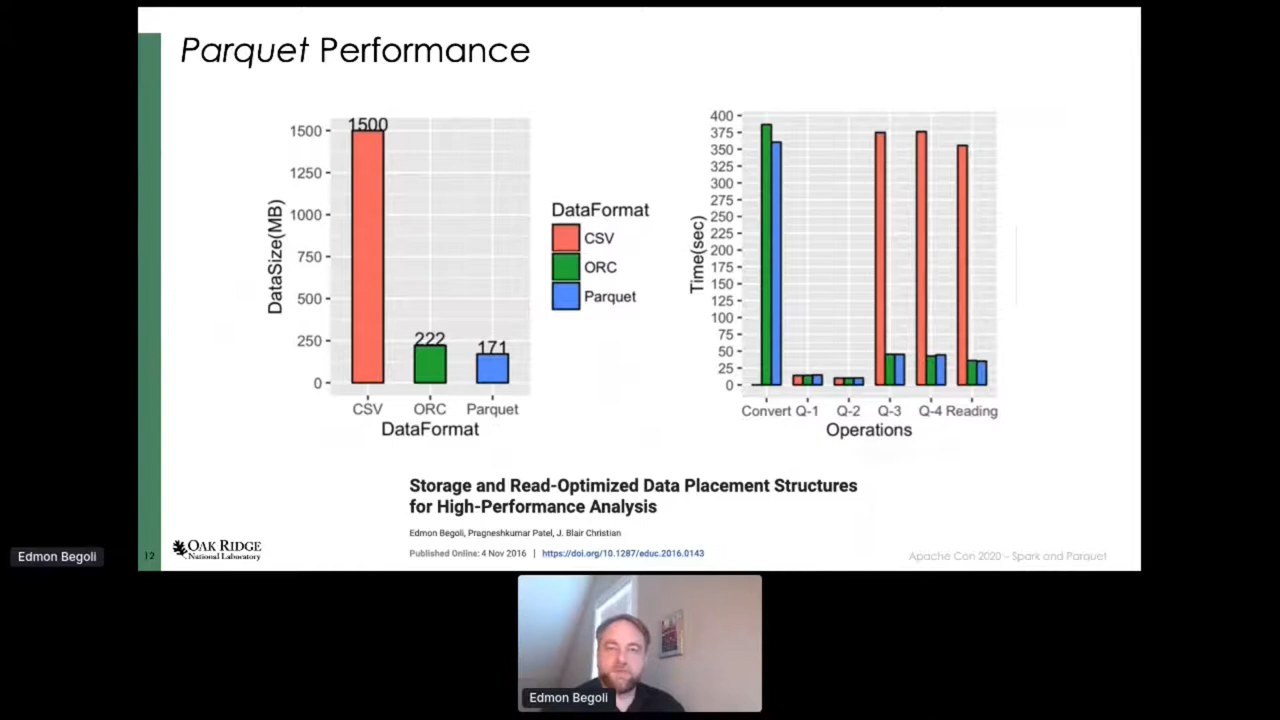 Parquet Performance
1500
1500
1250
1000
750
500
250
0
222
171
DataSize(MB)
CSV ORC Parquet
DataFormat
DataFormat
CSV
ORC
Parquet
400
375
350
325
300
275
250
225
200
175
150
125
100
75
50
25
0
Time(sec)
Convert Q-1 Q-2 Q-3 Q-4 Reading
Operations
Storage and Read-Optimized Data Placement Structures
for High-Performance Analysis
Edmon Begoli, Pragneshkumar Patel, J. Blair Christian
Published Online: 4 Nov 2016 | https://doi.org/10.1287/educ.2016.0143
Edmon Begoli
12
OAK RIDGE
National Laboratory
Apache Con 2020 – Spark and Parquet
Edmon Begoli